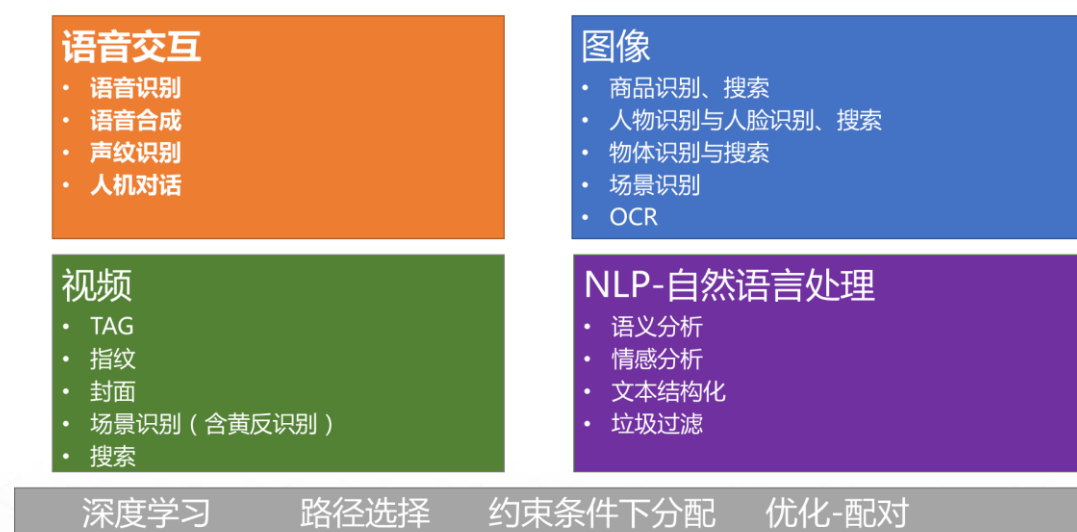 语音交互
• 语音识别
• 语音合成
• 声纹识别
• 人机对话
图像
• 商品识别、搜索
• 人物识别与人脸识别、搜索
• 物体识别与搜索
• 场景识别
• OCR
视频
• TAG
• 指纹
• 封面
• 场景识别（含黄反识别）
• 搜索
NLP-自然语言处理
• 语义分析
• 情感分析
• 文本结构化
• 垃圾过滤
深度学习 路径选择 约束条件下分配 优化-配对